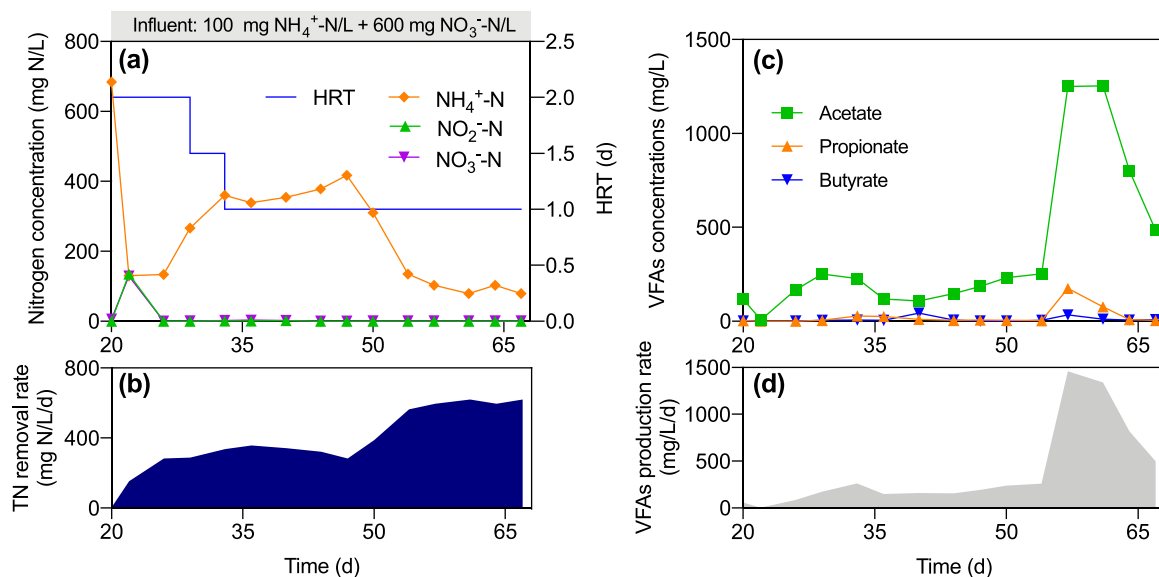 Influent: 100 mg NH₄⁺-N/L + 600 mg NO₃⁻-N/L
(a)
Nitrogen concentration (mg N/L)
800
600
400
200
0
HRT
NH₄⁺-N
NO₂⁻-N
NO₃⁻-N
2.5
2.0
1.5
1.0
0.5
0.0
HRT (d)
20 35 50 65
(b)
TN removal rate
(mg N/L/d)
800
400
0
20 35 50 65
Time (d)
(c)
VFAs concentrations (mg/L)
1500
1000
500
0
Acetate
Propionate
Butyrate
20 35 50 65
(d)
VFAs production rate
(mg/L/d)
1500
1000
500
0
20 35 50 65
Time (d)